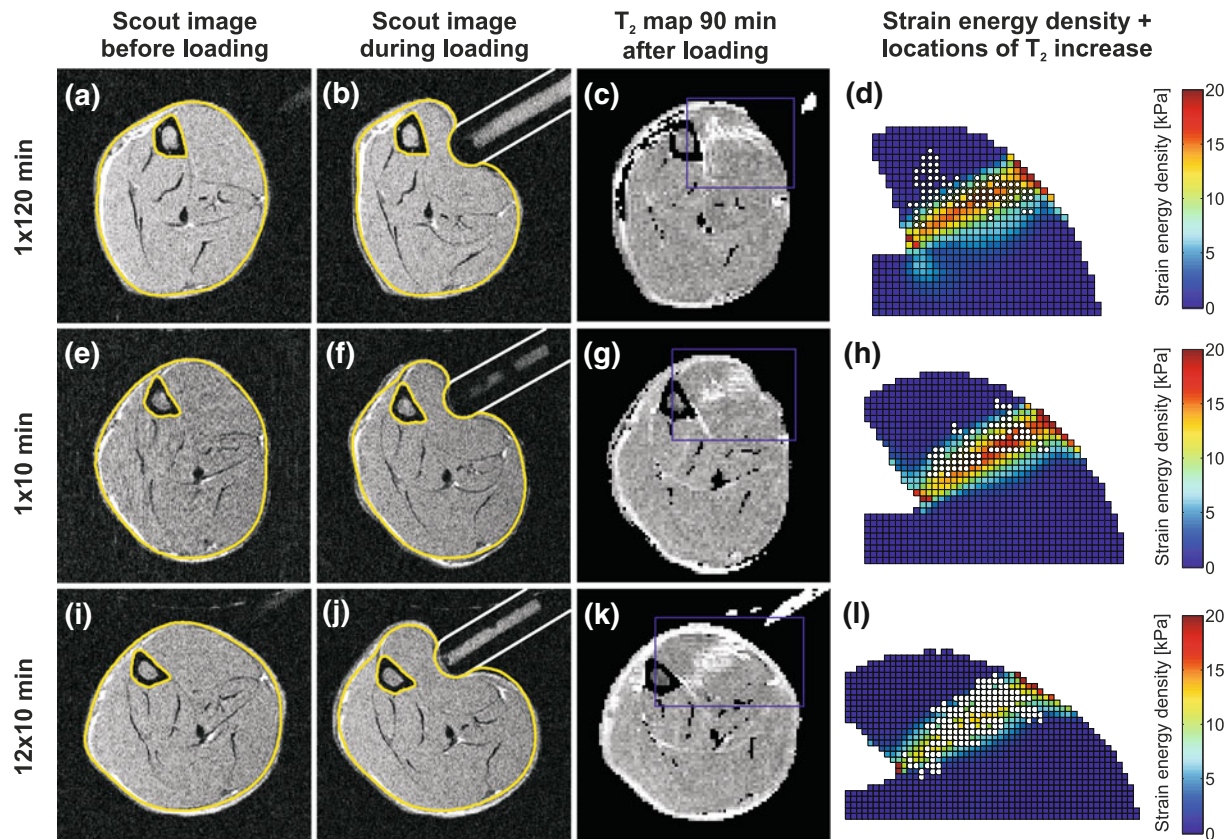 Scout image before loading
Scout image during loading
T₂ map 90 min after loading
Strain energy density + locations of T₂ increase
1x120 min
(a)
(b)
(c)
(d)
Strain energy density [kPa]
20
15
10
5
0
1x10 min
(e)
(f)
(g)
(h)
Strain energy density [kPa]
20
15
10
5
0
12x10 min
(i)
(j)
(k)
(l)
Strain energy density [kPa]
20
15
10
5
0